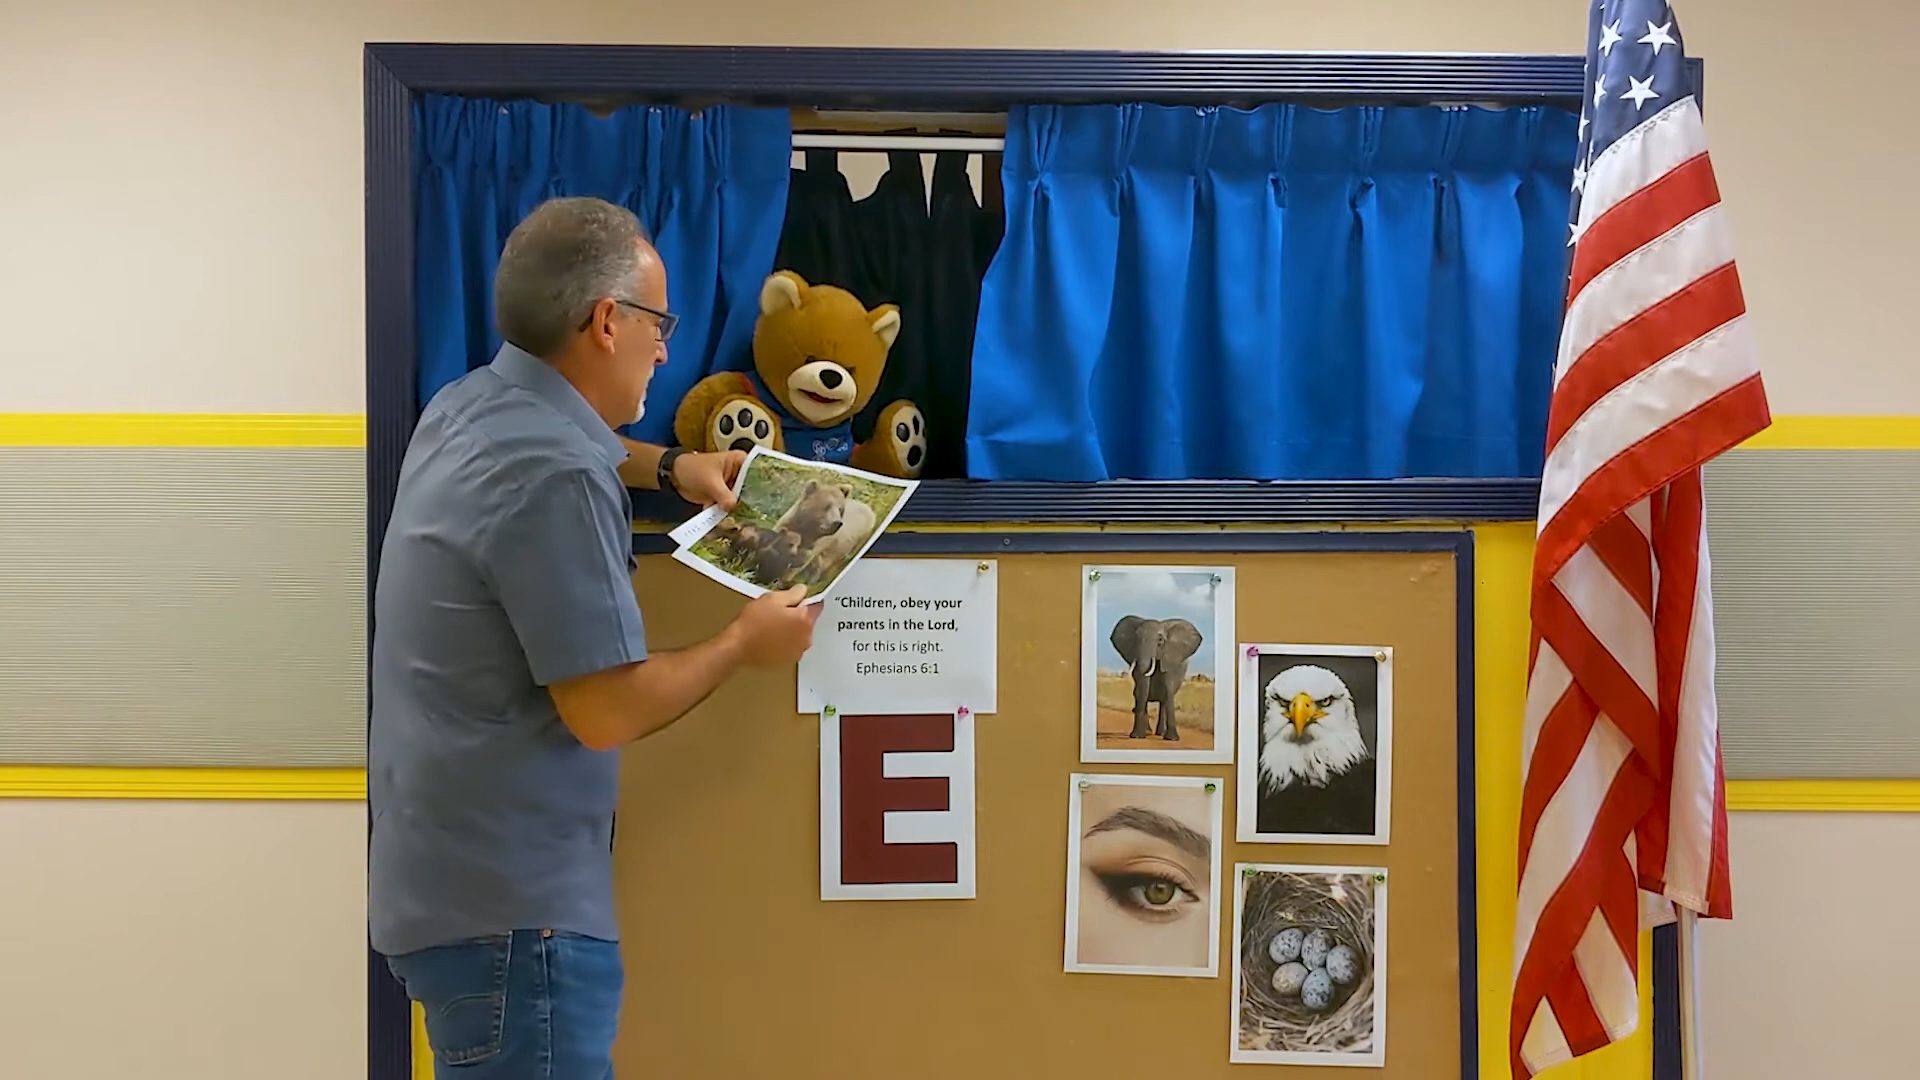 “Children, obey your
parents in the Lord,
for this is right.
Ephesians 6:1
E